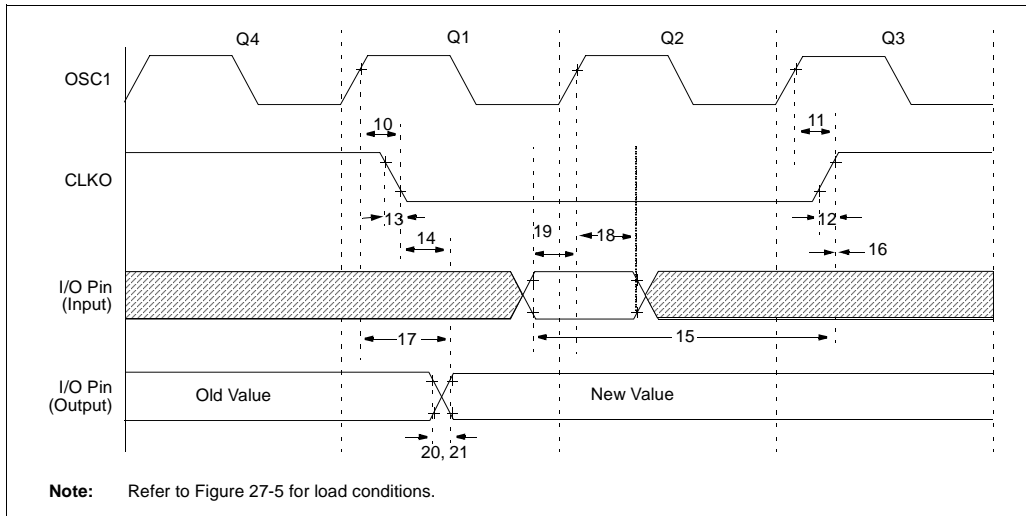 Q4 Q1 Q2 Q3
OSC1
10 11
CLKO
13 12
14 19 18 16
I/O Pin
(Input)
17 15
I/O Pin
(Output)
Old Value New Value
20, 21
Note: Refer to Figure 27-5 for load conditions.